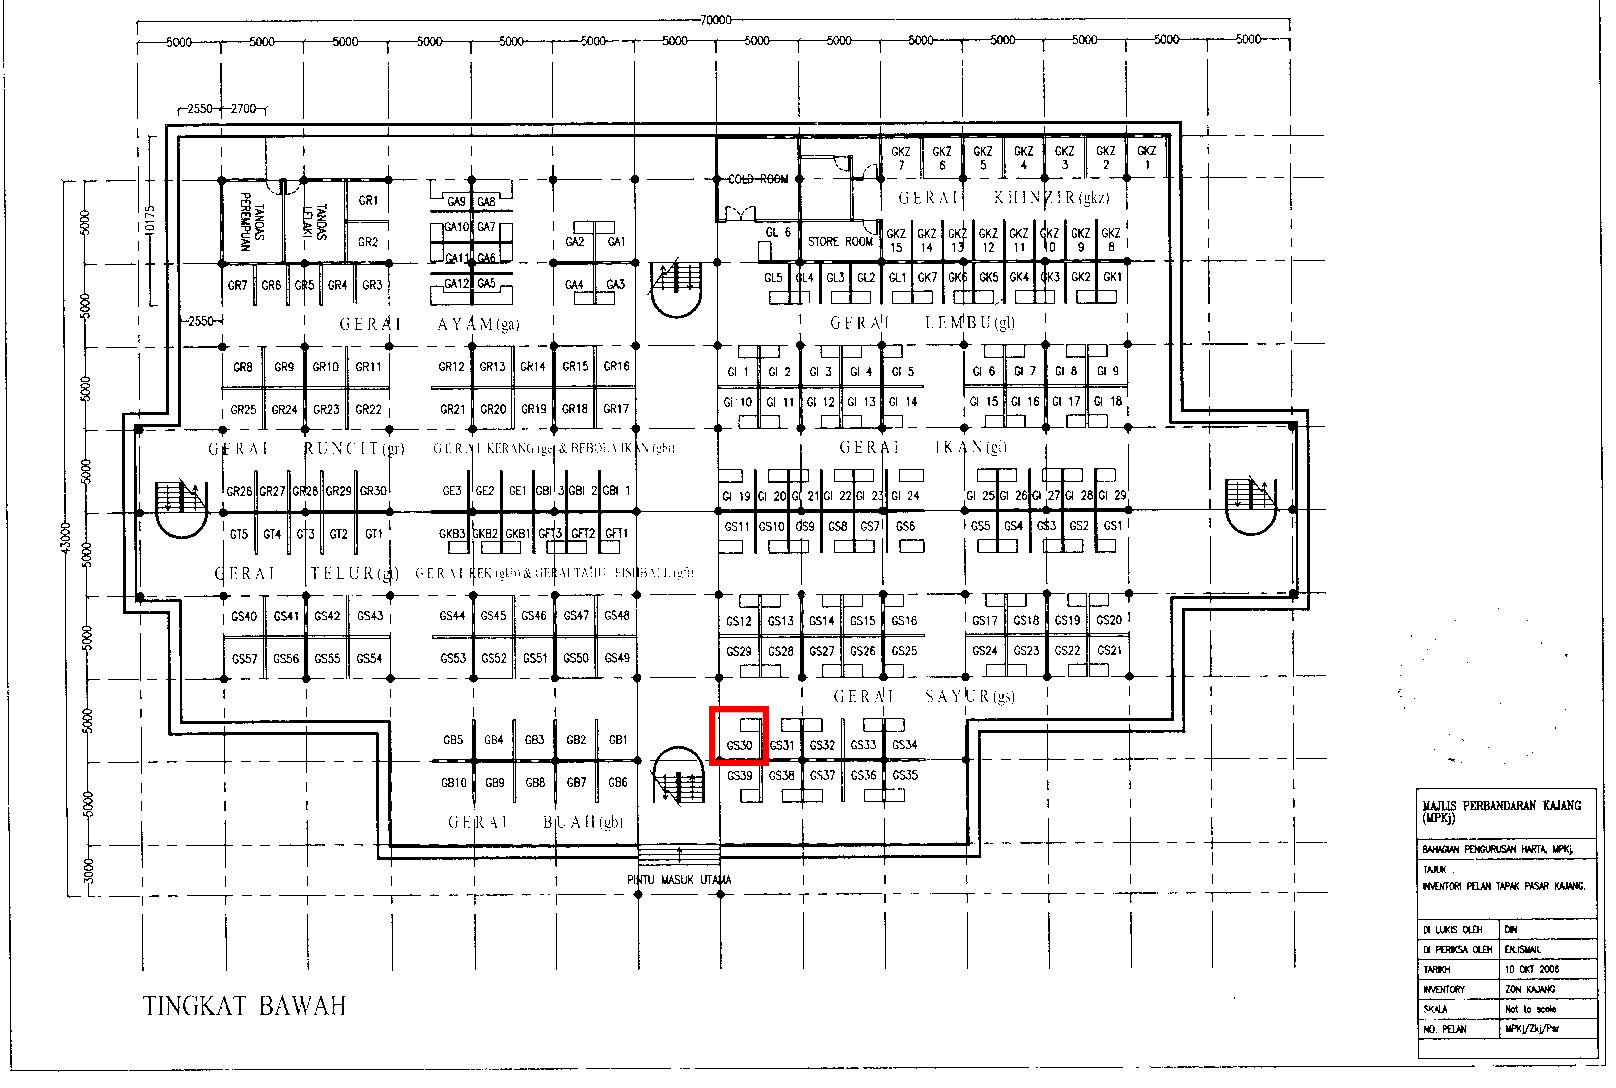 70000
5000 5000 5000 5000 5000 5000 5000 5000 5000 5000 5000 5000 5000 5000
2550 2700
GKZ 7 GKZ 6 GKZ 5 GKZ 4 GKZ 3 GKZ 2 GKZ 1
COLD ROOM
GERAI KHINZIR(gkz)
TANDAS PEREMPUAN
TANDAS LELAKI
GR1
GA9 GA8
5000
10175
GA10 GA7
GR2
GA2 GA1
GL 6
STORE ROOM
GKZ 15 GKZ 14 GKZ 13 GKZ 12 GKZ 11 GKZ 10 GKZ 9 GKZ 8
GA11 GA6
GR7 GR6 GR5 GR4 GR3
GA12 GA5
GA4 GA3
GL5 GL4 GL3 GL2 GL1 GK7 GK6 GK5 GK4 GK3 GK2 GK1
5000
2550
GERAI AYAM(ga)
GERAI LEMBU(gl)
GR8 GR9 GR10 GR11 GR12 GR13 GR14 GR15 GR16
GI 1 GI 2 GI 3 GI 4 GI 5 GI 6 GI 7 GI 8 GI 9
5000
GR25 GR24 GR23 GR22 GR21 GR20 GR19 GR18 GR17
GI 10 GI 11 GI 12 GI 13 GI 14 GI 15 GI 16 GI 17 GI 18
GERAI RUNCIT(gr)
GERAI KERANG(ge) & BEBOLA IKAN(gbi)
GERAI IKAN(gi)
5000
GR26 GR27 GR28 GR29 GR30 GE3 GE2 GE1 GBI 3 GBI 2 GBI 1
GI 19 GI 20 GI 21 GI 22 GI 23 GI 24 GI 25 GI 26 GI 27 GI 28 GI 29
GT5 GT4 GT3 GT2 GT1 GKB3 GKB2 GKB1 GFT3 GFT2 GFT1
GS11 GS10 GS9 GS8 GS7 GS6 GS5 GS4 GS3 GS2 GS1
43000
5000
GERAI TELUR(gt)
GERAI
GS40 GS41 GS42 GS43 GS44 GS45 GS46 GS47 GS48
GS12 GS13 GS14 GS15 GS16 GS17 GS18 GS19 GS20
5000
GS57 GS56 GS55 GS54 GS53 GS52 GS51 GS50 GS49
GS29 GS28 GS27 GS26 GS25 GS24 GS23 GS22 GS21
GERAI SAYUR(gs)
5000
GB5 GB4 GB3 GB2 GB1
GS30 GS31 GS32 GS33 GS34
GB10 GB9 GB8 GB7 GB6
GS39 GS38 GS37 GS36 GS35
5000
GERAI BUAH(gb)
3000
PINTU MASUK UTAMA
TINGKAT BAWAH
MAJLIS PERBANDARAN KAJANG
(MPKj)
BAHAGIAN PENGURUSAN HARTA, MPKj.
TAJUK :
INVENTORI PELAN TAPAK PASAR KAJANG.
DI LUKIS OLEH DIN
DI PERIKSA OLEH EN.ISMAIL
TARIKH 10 OKT 2006
INVENTORY ZON KAJANG
SKALA Not to scale
NO. PELAN MPKj/Zkj/Psr